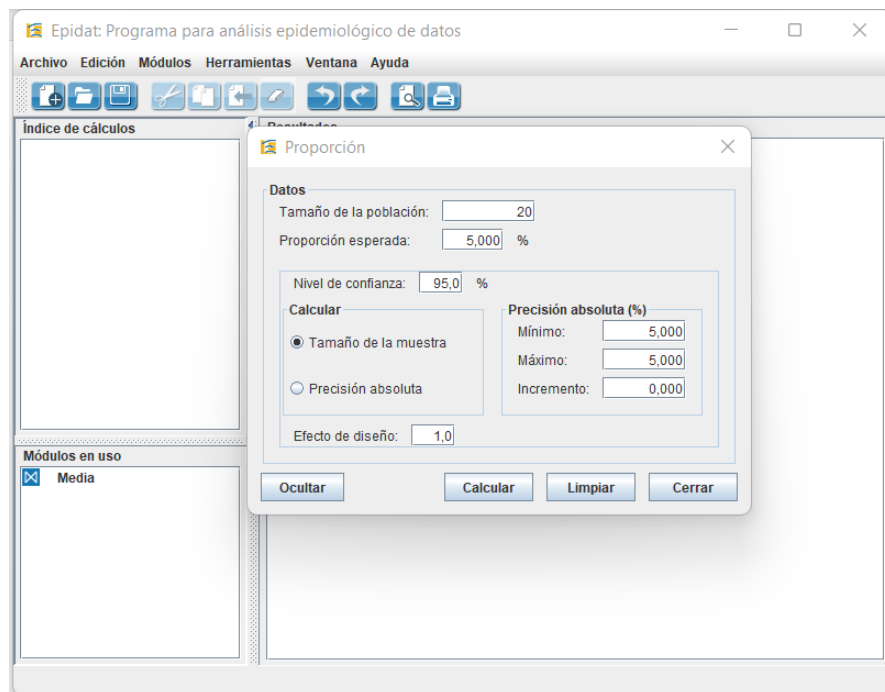 Epidat: Programa para análisis epidemiológico de datos
Archivo Edición Módulos Herramientas Ventana Ayuda
Índice de cálculos
Resultados
Proporción
Datos
Tamaño de la población: 20
Proporción esperada: 5,000 %
Nivel de confianza: 95,0 %
Calcular
Tamaño de la muestra
Precisión absoluta
Precisión absoluta (%)
Mínimo: 5,000
Máximo: 5,000
Incremento: 0,000
Efecto de diseño: 1,0
Ocultar Calcular Limpiar Cerrar
Módulos en uso
Media